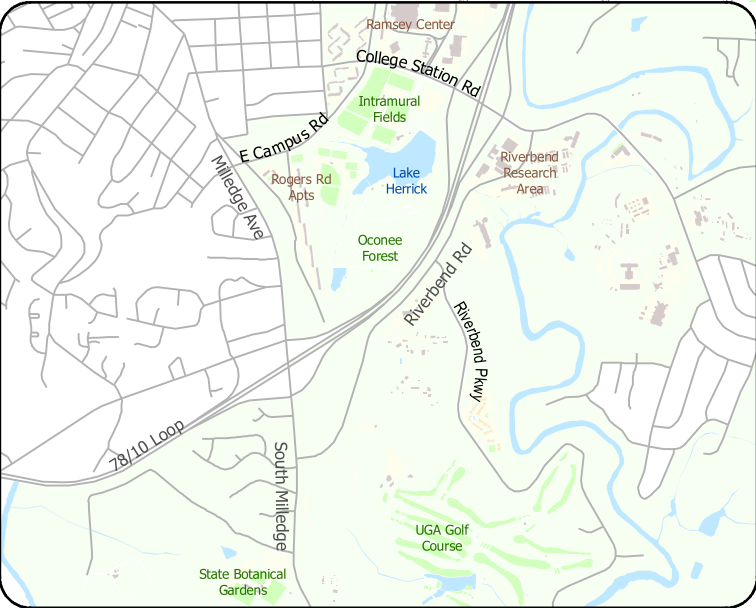 Ramsey Center
College Station Rd
Intramural
Fields
E Campus Rd
Milledge Ave
Rogers Rd
Apts
Lake
Herrick
Riverbend
Research
Area
Oconee
Forest
Riverbend Rd
Riverbend Pkwy
78/10 Loop
South Milledge
UGA Golf
Course
State Botanical
Gardens